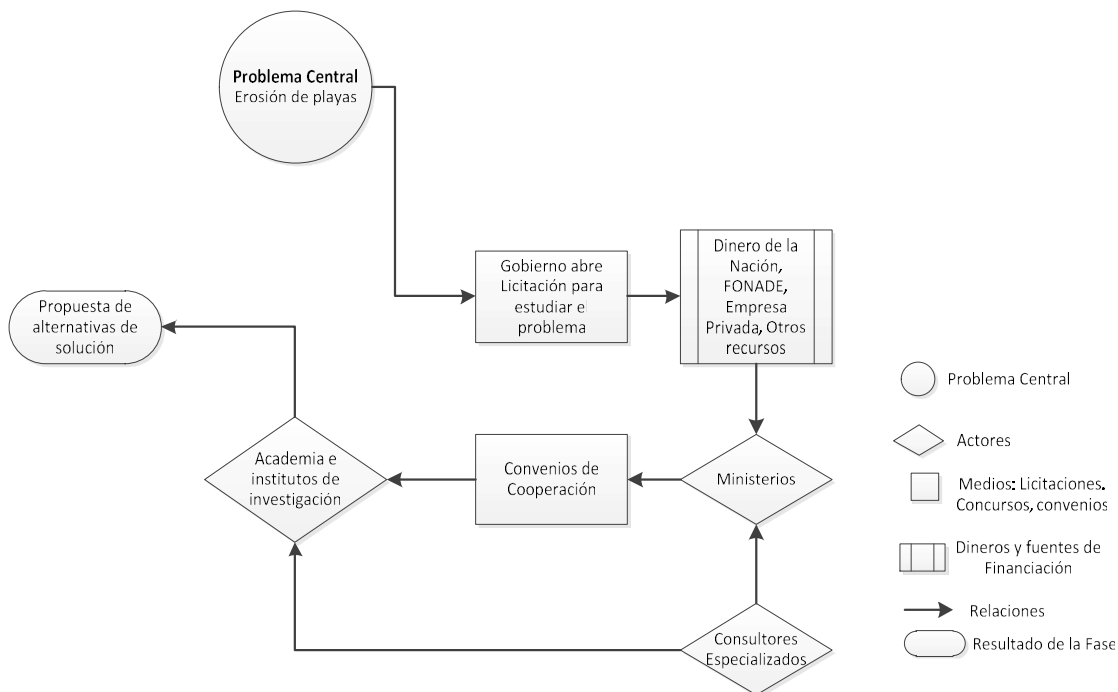 Problema Central
Erosión de playas
Gobierno abre
Licitación para
estudiar el
problema
Dinero de la
Nación,
FONADE,
Empresa
Privada, Otros
recursos
Propuesta de
alternativas de
solución
Academia e
institutos de
investigación
Convenios de
Cooperación
Ministerios
Consultores
Especializados
Problema Central
Actores
Medios: Licitaciones.
Concursos, convenios
Dineros y fuentes de
Financiación
Relaciones
Resultado de la Fase